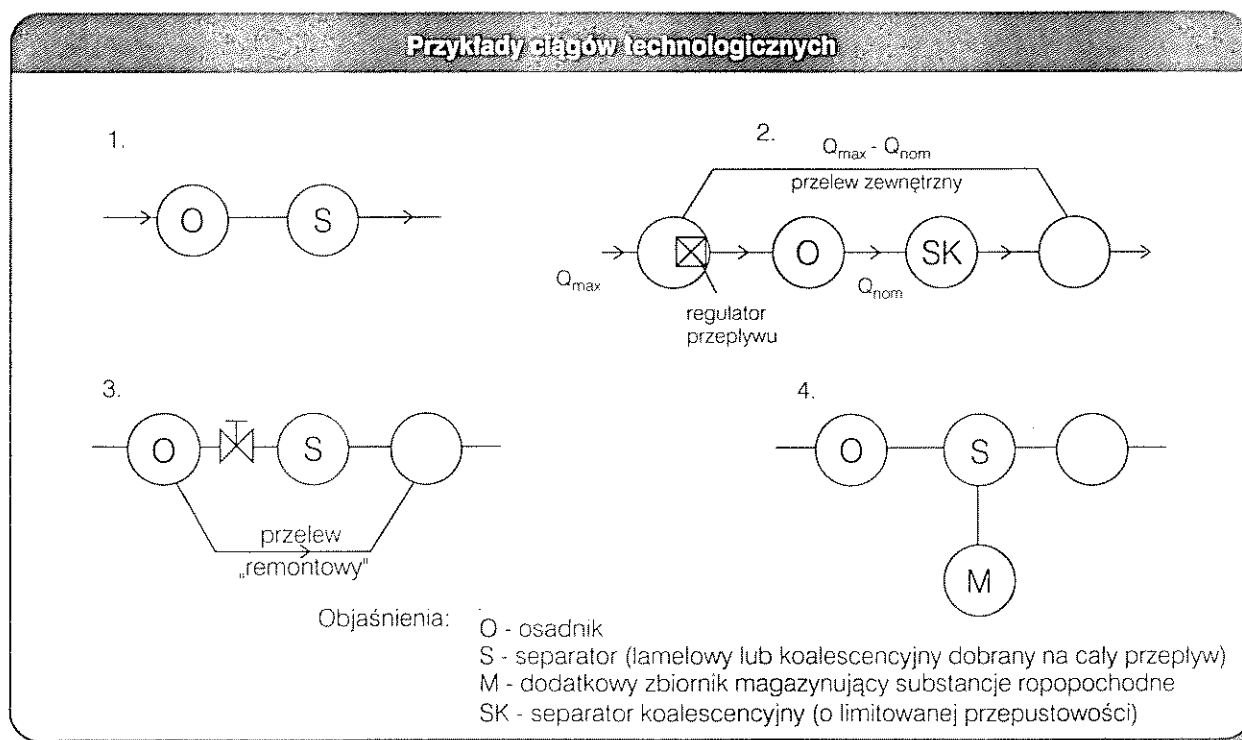 Przykłady ciągów technologicznych
1.
O
S
2.
Qmax - Qnom
przelew zewnętrzny
O
SK
Qmax
Qnom
regulator
przepływu
3.
O
S
przelew
„remontowy"
4.
O
S
M
Objaśnienia:
O - osadnik
S - separator (lamelowy lub koalescencyjny dobrany na cały przepływ)
M - dodatkowy zbiornik magazynujący substancje ropopochodne
SK - separator koalescencyjny (o limitowanej przepustowości)